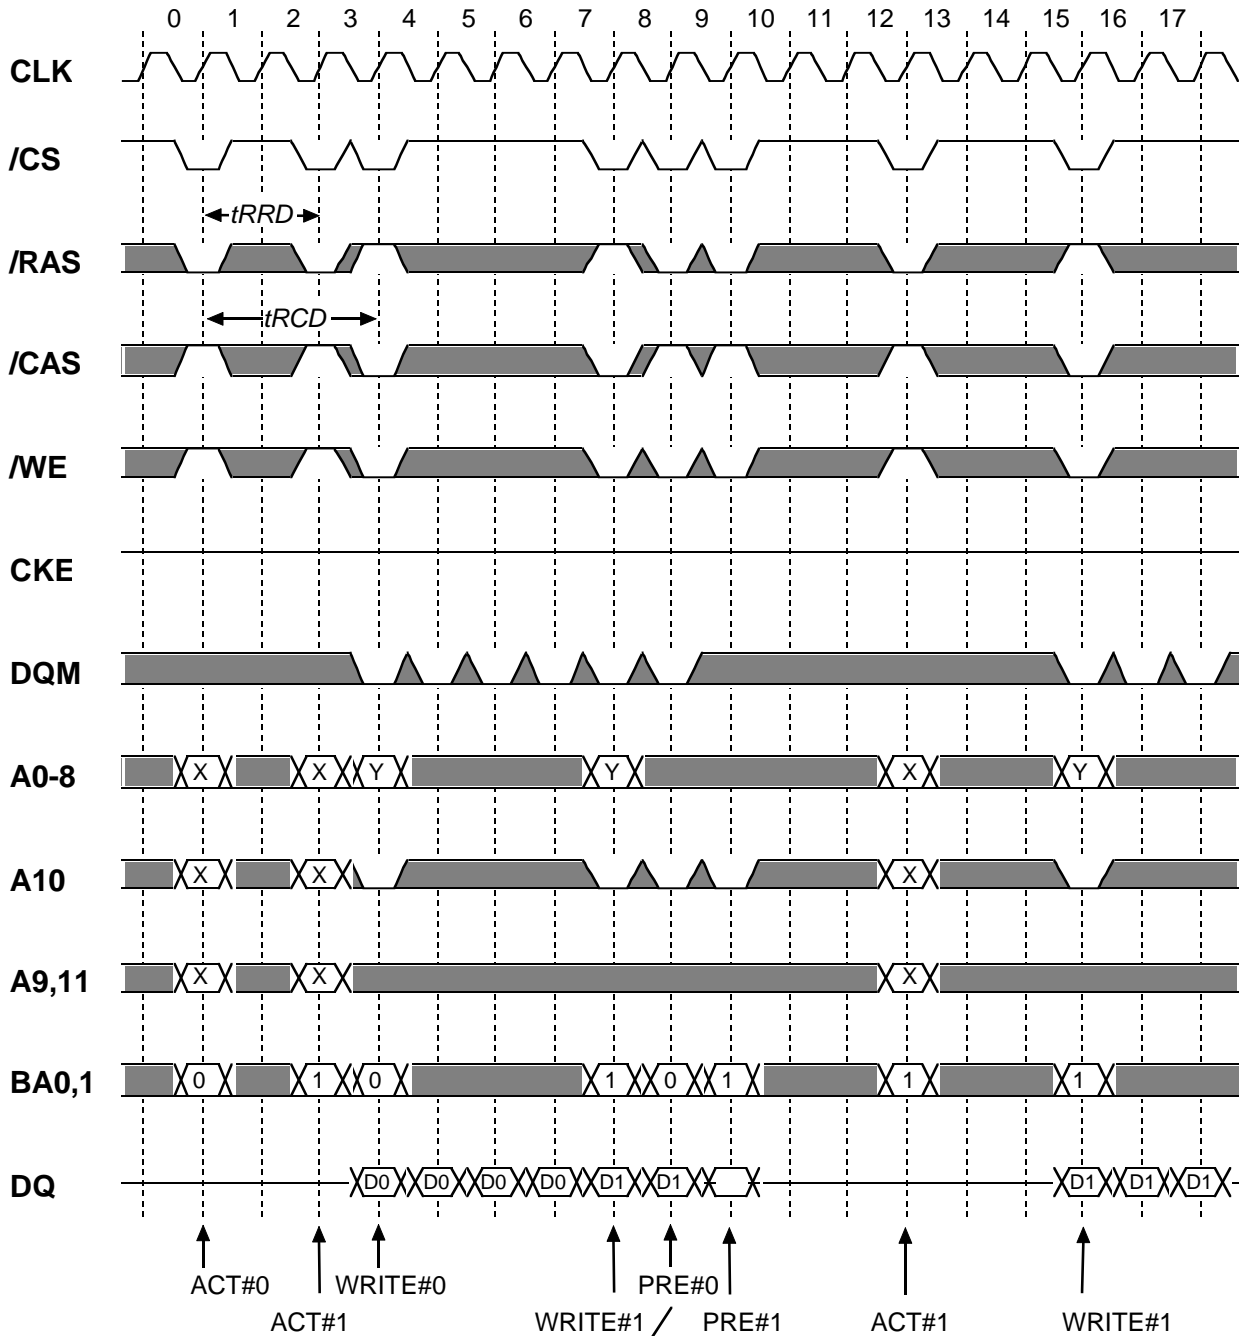 0 1 2 3 4 5 6 7 8 9 10 11 12 13 14 15 16 17
CLK
/CS
tRRD
/RAS
tRCD
/CAS
/WE
CKE
DQM
A0-8 X X Y Y X Y
A10 X X X
A9,11 X X X
BA0,1 0 1 0 1 0 1 1 1
DQ D0 D0 D0 D0 D1 D1 D1 D1 D1
ACT#0 WRITE#0 PRE#0
ACT#1 WRITE#1 PRE#1 ACT#1 WRITE#1